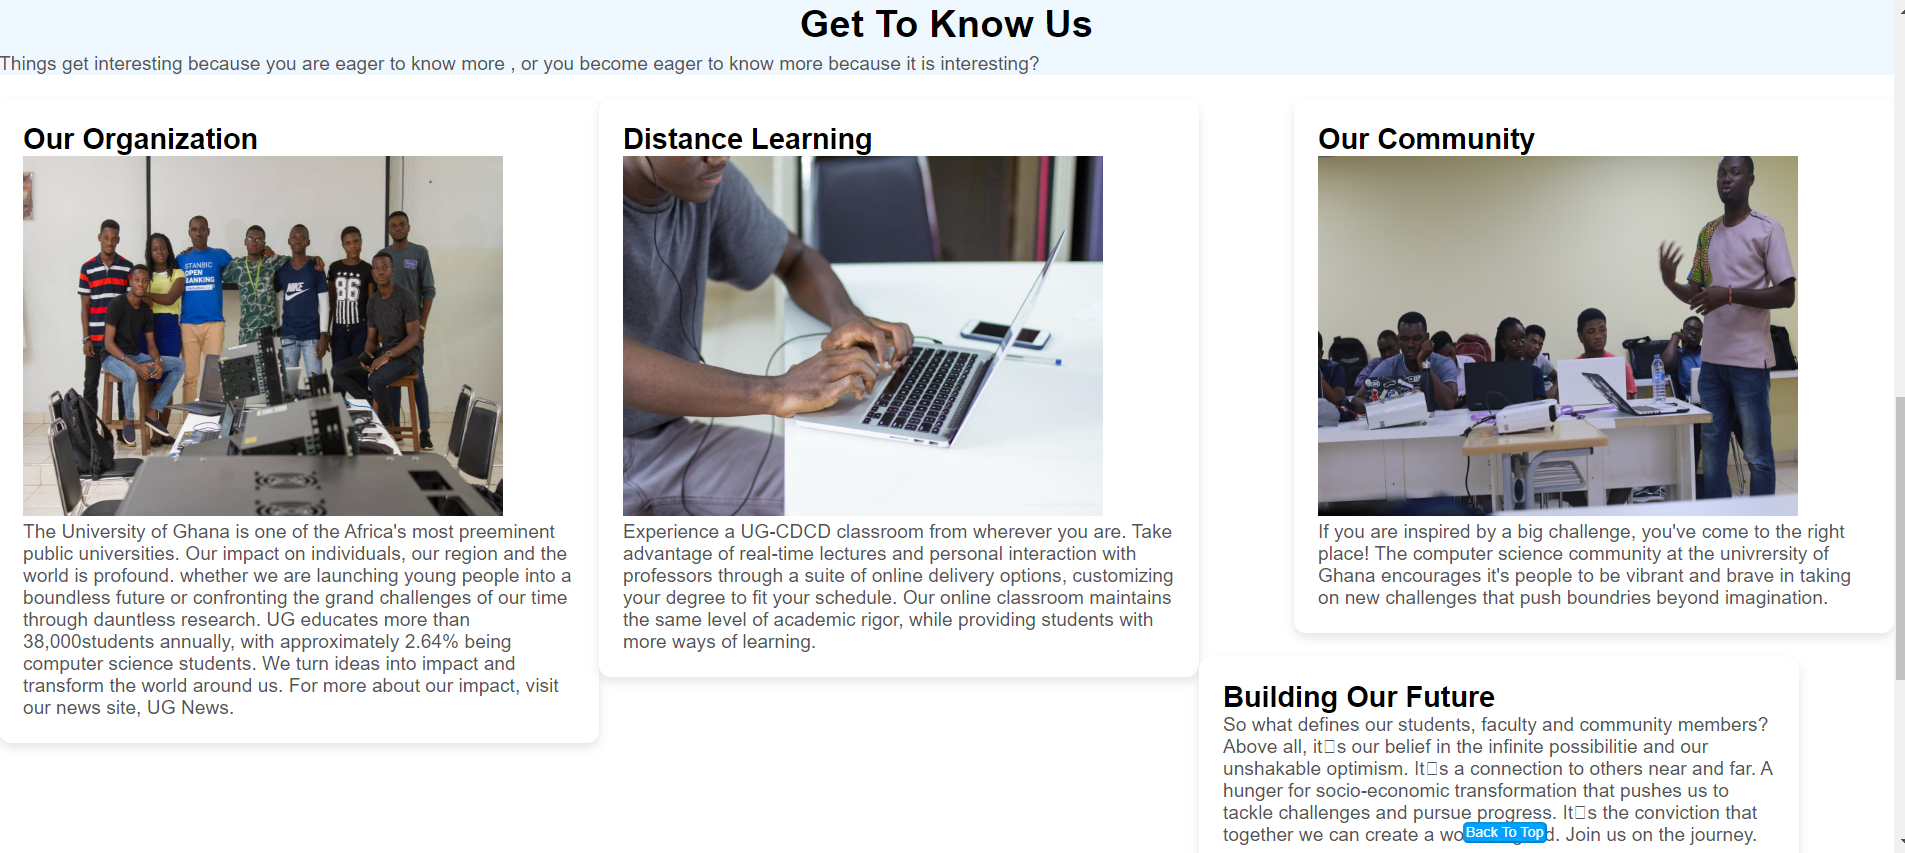 Get To Know Us
Things get interesting because you are eager to know more , or you become eager to know more because it is interesting?
Our Organization
STANBIC
OPEN
BANKING
NIKE
86
The University of Ghana is one of the Africa's most preeminent
public universities. Our impact on individuals, our region and the
world is profound. whether we are launching young people into a
boundless future or confronting the grand challenges of our time
through dauntless research. UG educates more than
38,000students annually, with approximately 2.64% being
computer science students. We turn ideas into impact and
transform the world around us. For more about our impact, visit
our news site, UG News.
Distance Learning
Experience a UG-CDCD classroom from wherever you are. Take
advantage of real-time lectures and personal interaction with
professors through a suite of online delivery options, customizing
your degree to fit your schedule. Our online classroom maintains
the same level of academic rigor, while providing students with
more ways of learning.
Our Community
If you are inspired by a big challenge, you've come to the right
place! The computer science community at the univrersity of
Ghana encourages it's people to be vibrant and brave in taking
on new challenges that push boundries beyond imagination.
Building Our Future
So what defines our students, faculty and community members?
Above all, it□s our belief in the infinite possibilitie and our
unshakable optimism. It□s a connection to others near and far. A
hunger for socio-economic transformation that pushes us to
tackle challenges and pursue progress. It□s the conviction that
together we can create a Join us on the journey.
Back To Top